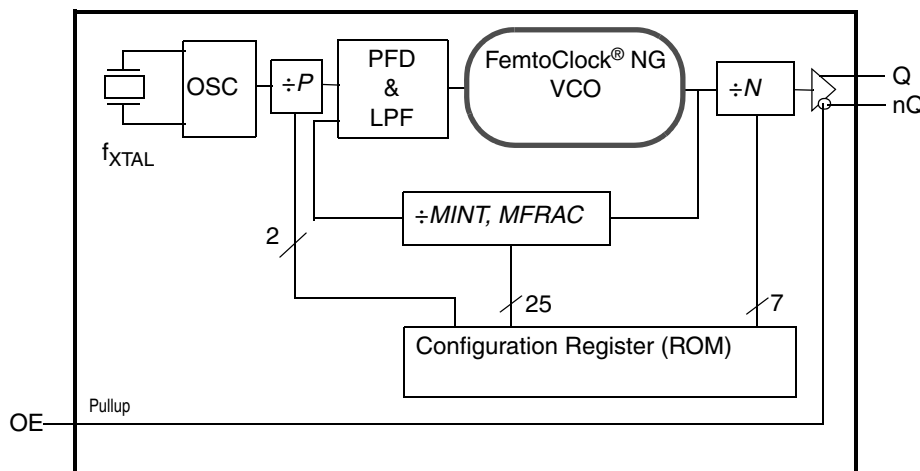 OSC
÷P
PFD
&
LPF
FemtoClock® NG
VCO
÷N
Q
nQ
fXTAL
÷MINT, MFRAC
2
25
7
Configuration Register (ROM)
Pullup
OE